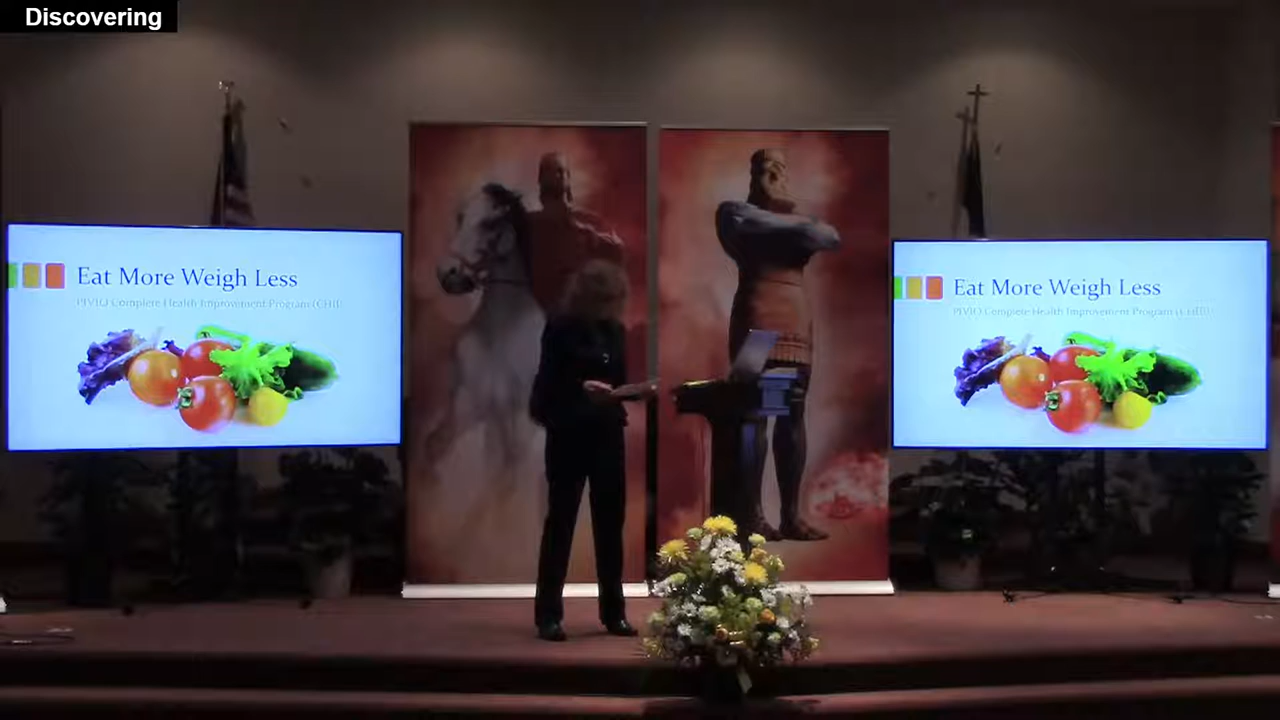 Discovering
Eat More Weigh Less
PIVIO Complete Health Improvement Program (CHIP)
Eat More Weigh Less
PIVIO Complete Health Improvement Program (CHIP)